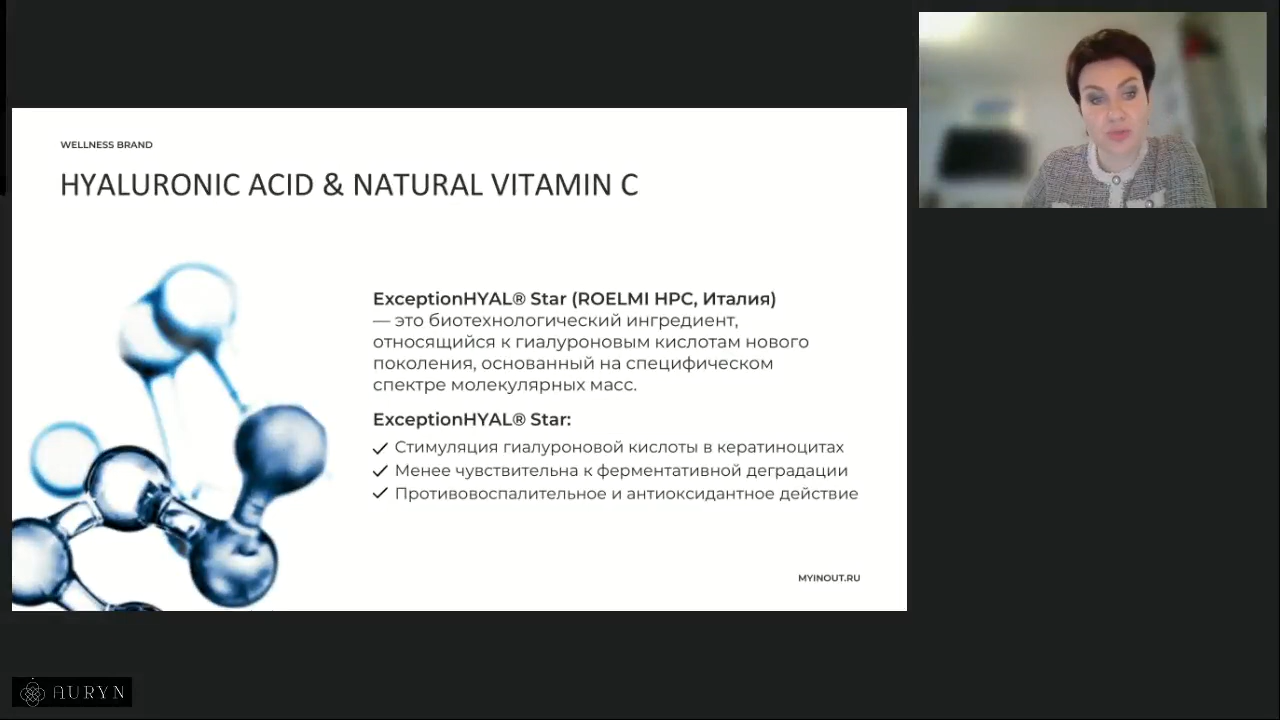 WELLNESS BRAND
HYALURONIC ACID & NATURAL VITAMIN C
ExceptionHYAL® Star (ROELMI HPC, Италия)
— это биотехнологический ингредиент,
относящийся к гиалуроновым кислотам нового
поколения, основанный на специфическом
спектре молекулярных масс.
ExceptionHYAL® Star:
Стимуляция гиалуроновой кислоты в кератиноцитах
Менее чувствительна к ферментативной деградации
Противовоспалительное и антиоксидантное действие
MYINOUT.RU
AURYN